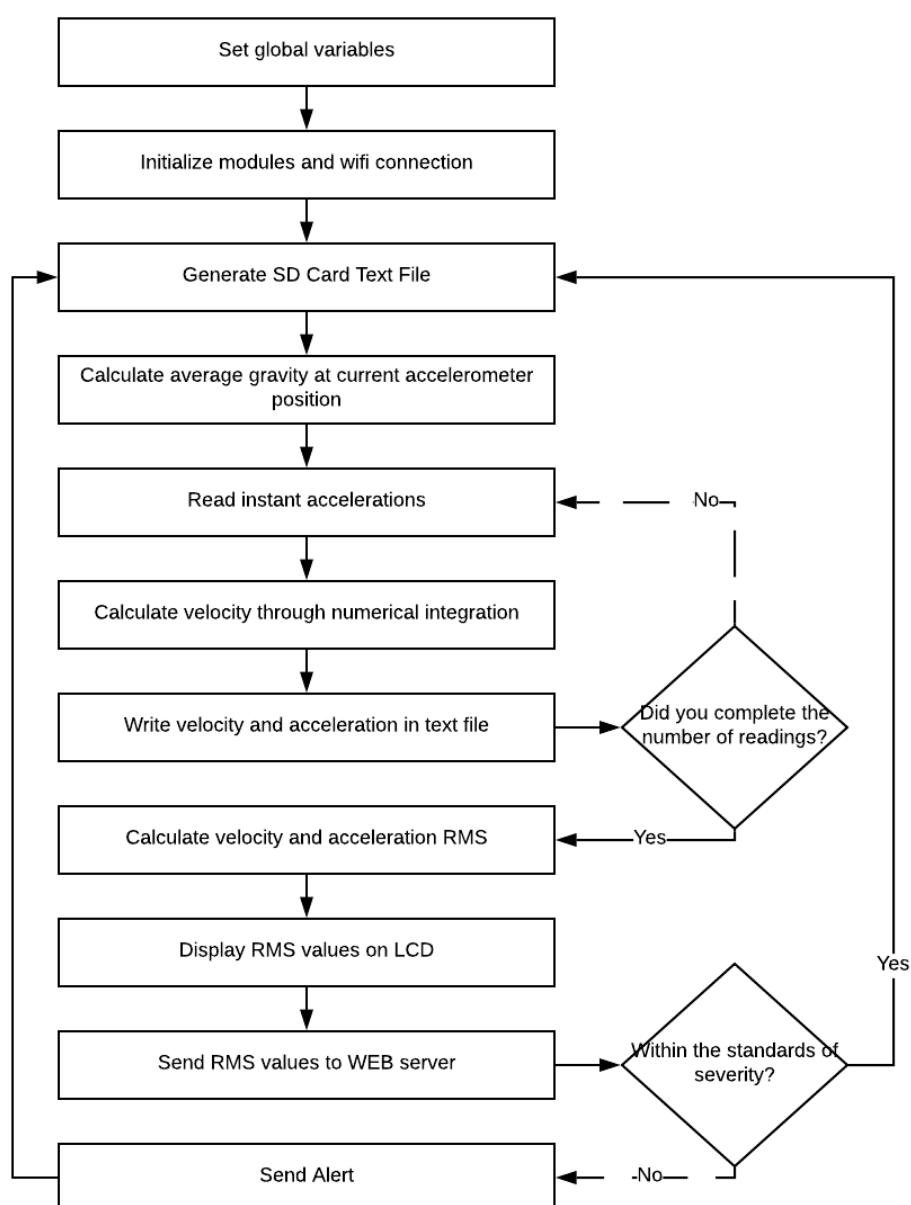 Set global variables
Initialize modules and wifi connection
Generate SD Card Text File
Calculate average gravity at current accelerometer
position
Read instant accelerations
No
Calculate velocity through numerical integration
Write velocity and acceleration in text file
Did you complete the
number of readings?
Calculate velocity and acceleration RMS
Yes
Display RMS values on LCD
Yes
Send RMS values to WEB server
Within the standards of
severity?
Send Alert
No